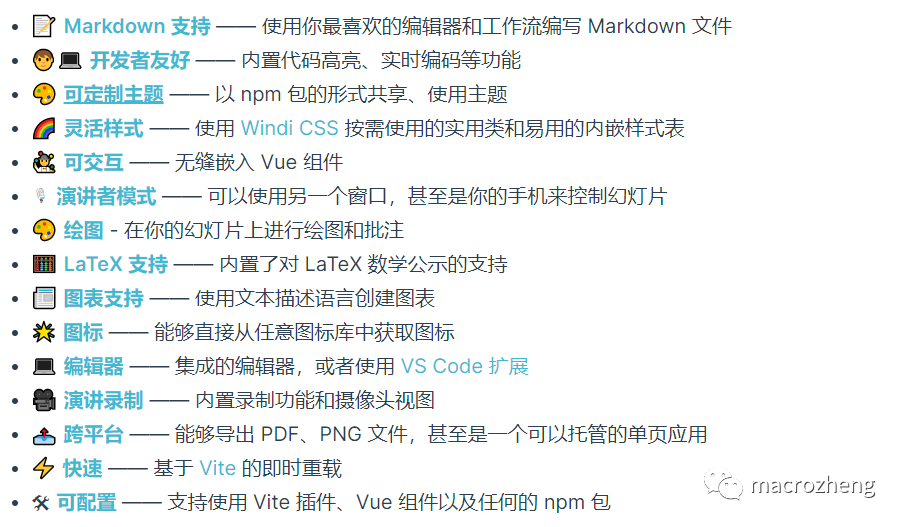 📝 Markdown 支持 —— 使用你最喜欢的编辑器和工作流编写 Markdown 文件
🧑💻 开发者友好 —— 内置代码高亮、实时编码等功能
🎨 可定制主题 —— 以 npm 包的形式共享、使用主题
🌈 灵活样式 —— 使用 Windi CSS 按需使用的实用类和易用的内嵌样式表
🤹 可交互 —— 无缝嵌入 Vue 组件
🎙 演讲者模式 —— 可以使用另一个窗口，甚至是你的手机来控制幻灯片
🎨 绘图 - 在你的幻灯片上进行绘图和批注
🧮 LaTeX 支持 —— 内置了对 LaTeX 数学公示的支持
📰 图表支持 —— 使用文本描述语言创建图表
🌟 图标 —— 能够直接从任意图标库中获取图标
💻 编辑器 —— 集成的编辑器，或者使用 VS Code 扩展
🎥 演讲录制 —— 内置录制功能和摄像头视图
📤 跨平台 —— 能够导出 PDF、PNG 文件，甚至是一个可以托管的单页应用
⚡ 快速 —— 基于 Vite 的即时重载
🛠 可配置 —— 支持使用 Vite 插件、Vue 组件以及任何的 npm 包
macrozheng